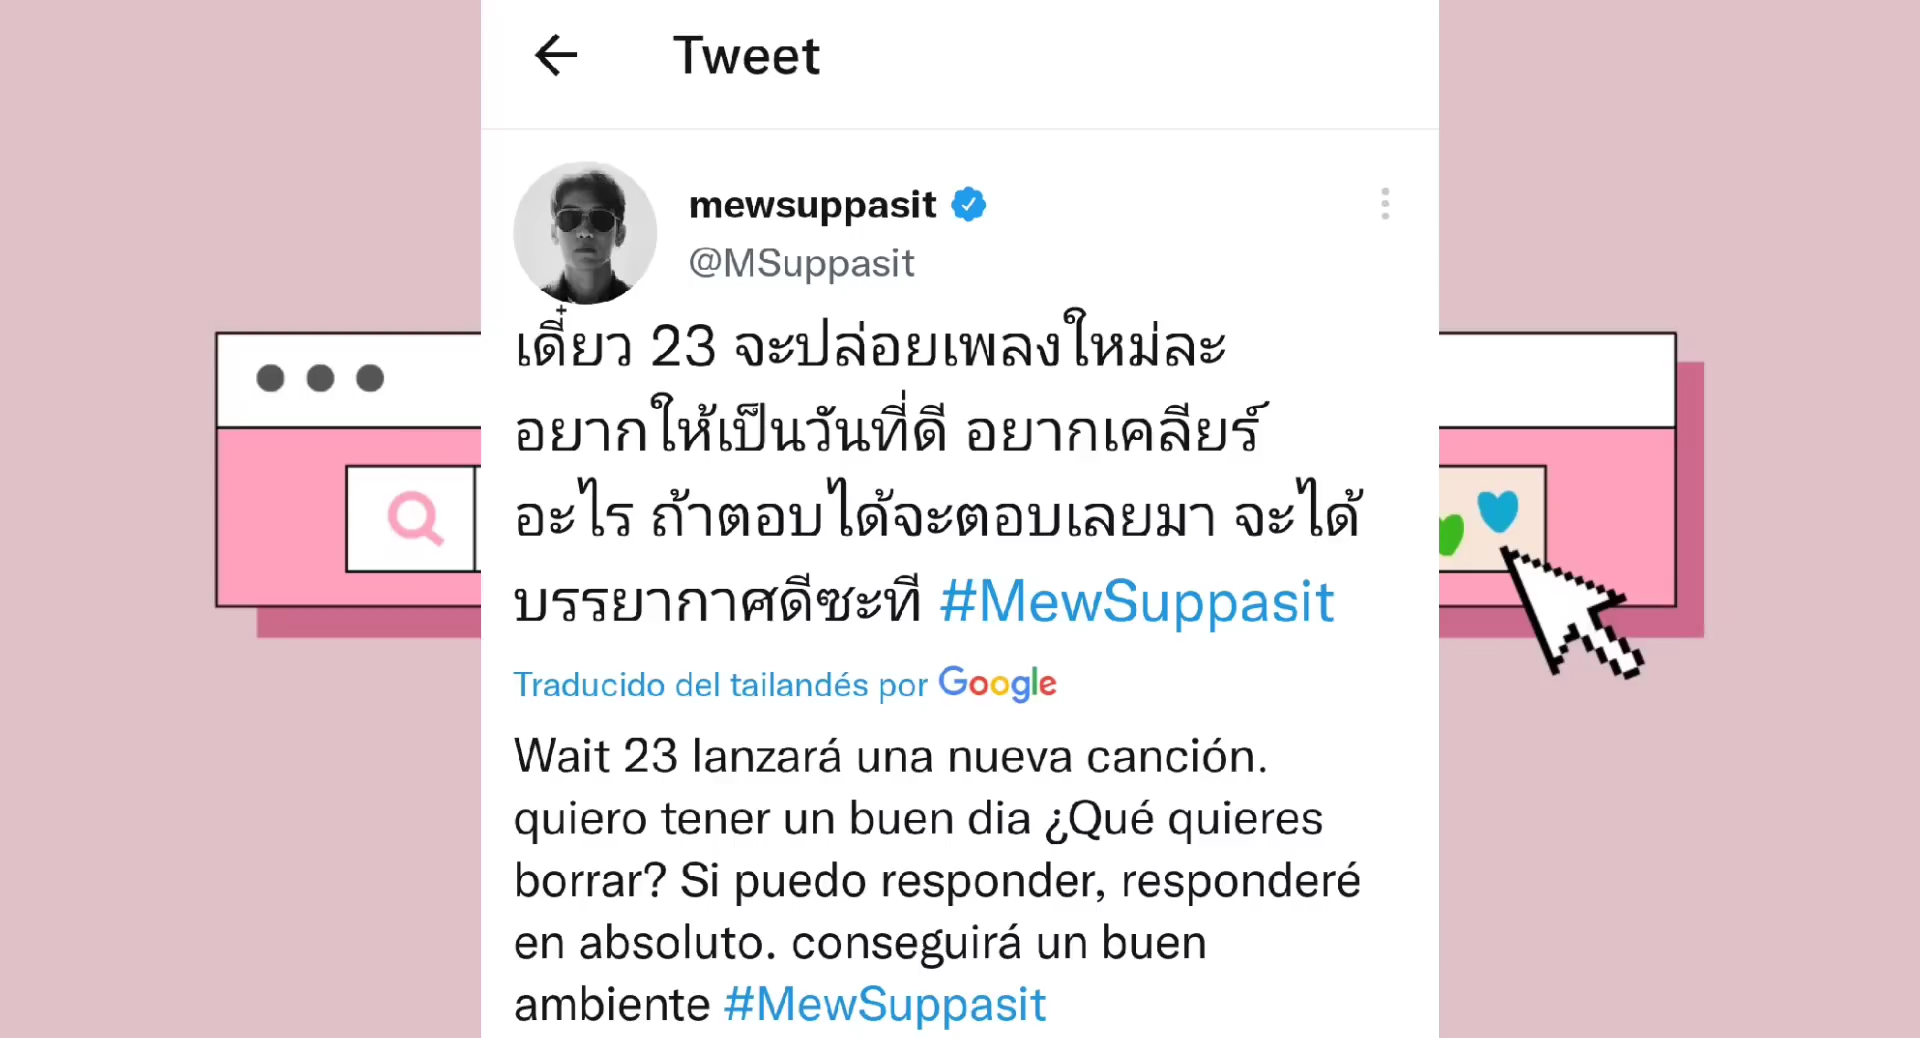 Tweet
mewsuppasit
@MSuppasit
เดี๋ยว 23 จะปล่อยเพลงใหม่ละ
อยากให้เป็นวันที่ดี อยากเคลียร์
อะไร ถ้าตอบได้จะตอบเลยมา จะได้
บรรยากาศดีซะที #MewSuppasit
Traducido del tailandés por Google
Wait 23 lanzará una nueva canción.
quiero tener un buen dia ¿Qué quieres
borrar? Si puedo responder, responderé
en absoluto. conseguirá un buen
ambiente #MewSuppasit